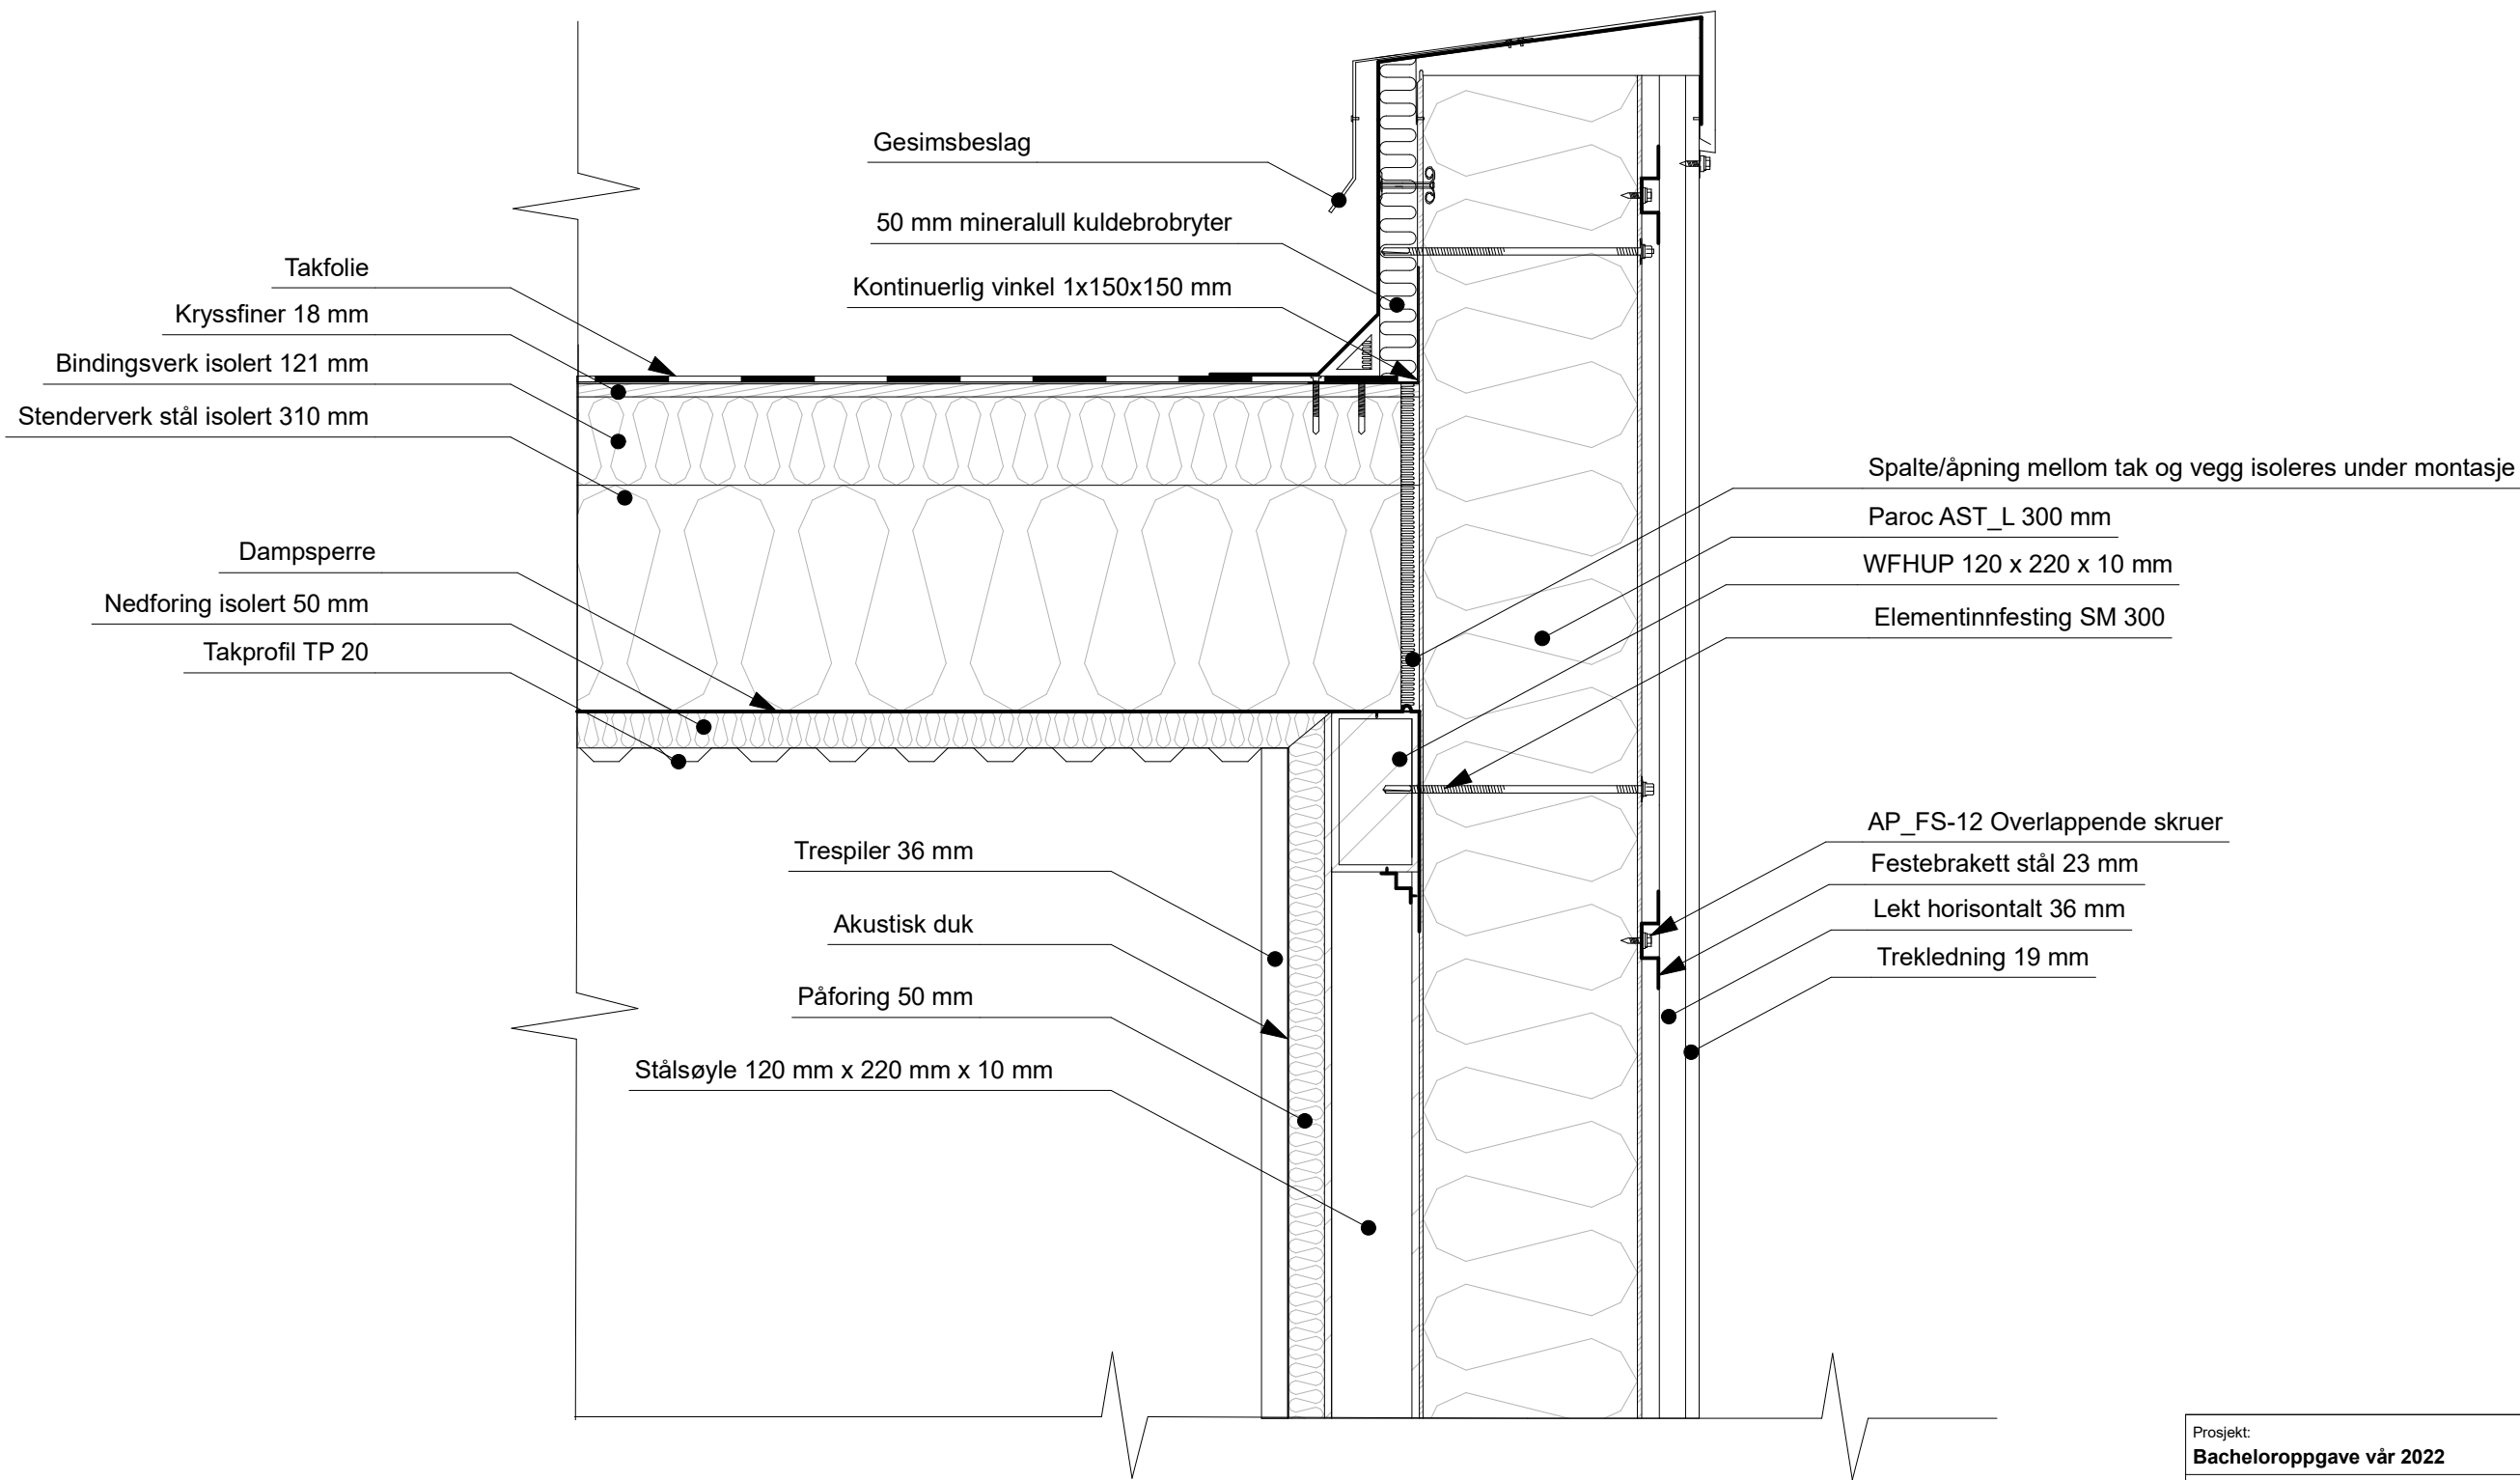 Gesimsbeslag
50 mm mineralull kuldebrobryter
Kontinuerlig vinkel 1x150x150 mm
Takfolie
Kryssfiner 18 mm
Bindingsverk isolert 121 mm
Stenderverk stål isolert 310 mm
Dampsperre
Nedforing isolert 50 mm
Takprofil TP 20
Spalte/åpning mellom tak og vegg isoleres under montasje
Paroc AST_L 300 mm
WFHUP 120 x 220 x 10 mm
Elementinnfesting SM 300
Trespiler 36 mm
Akustisk duk
Påforing 50 mm
Stålsøyle 120 mm x 220 mm x 10 mm
AP_FS-12 Overlappende skruer
Festebrakett stål 23 mm
Lekt horisontalt 36 mm
Trekledning 19 mm
Prosjekt:
Bacheloroppgave vår 2022